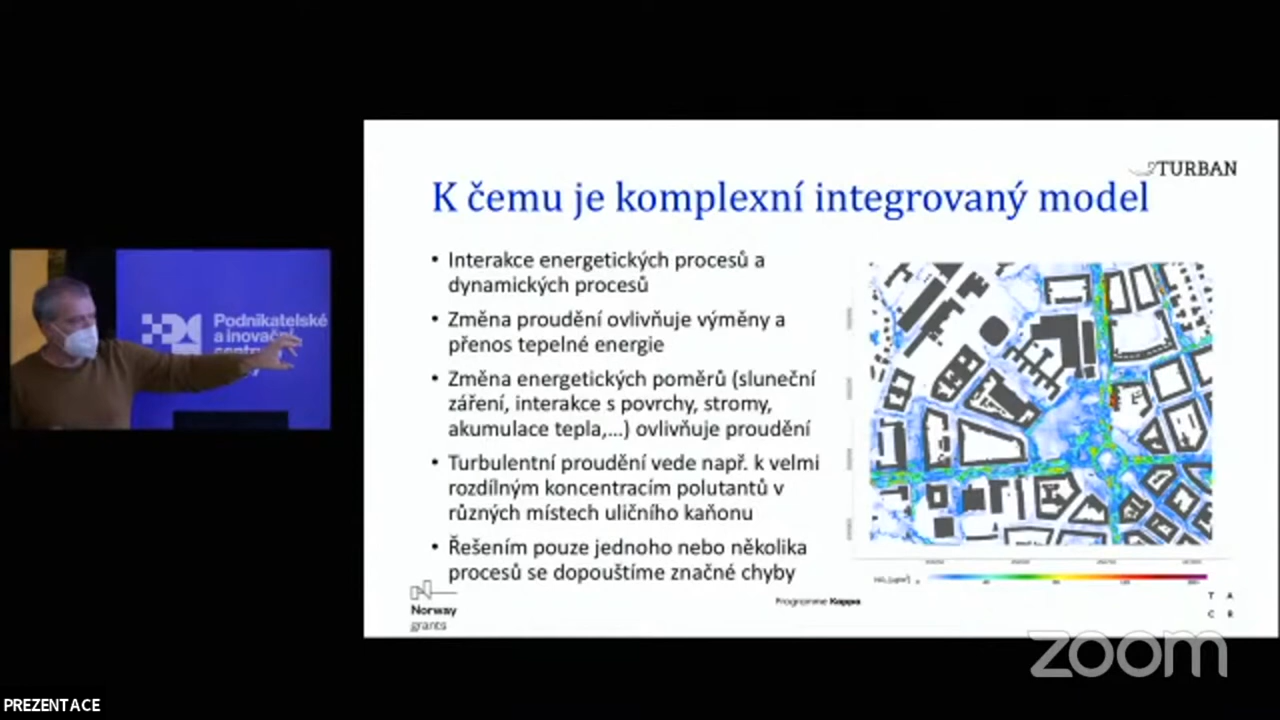 TURBAN
K čemu je komplexní integrovaný model
• Interakce energetických procesů a
dynamických procesů
• Změna proudění ovlivňuje výměny a
přenos tepelné energie
• Změna energetických poměrů (sluneční
záření, interakce s povrchy, stromy,
akumulace tepla,...) ovlivňuje proudění
• Turbulentní proudění vede např. k velmi
rozdílným koncentracím polutantů v
různých místech uličního kaňonu
• Řešením pouze jednoho nebo několika
procesů se dopouštíme značné chyby
Podnikatelské
a inovační
Norway
grants
Programme Kappa
T A
C R
zoom
PREZENTACE